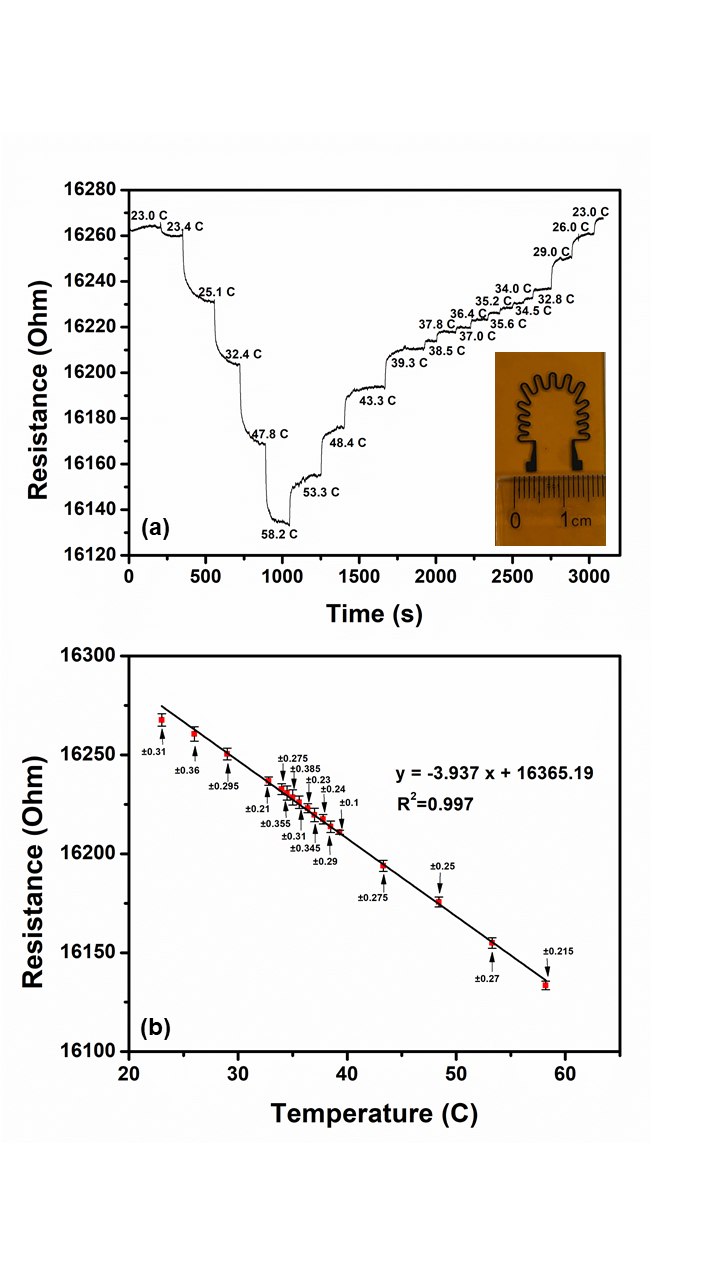 16280
16260
16240
16220
16200
16180
16160
16140
16120
Resistance (Ohm)
23.0 C
23.4 C
25.1 C
32.4 C
47.8 C
58.2 C
53.3 C
48.4 C
43.3 C
39.3 C
37.8 C
38.5 C
36.4 C
37.0 C
35.2 C
35.6 C
34.0 C
34.5 C
32.8 C
29.0 C
26.0 C
23.0 C
0 1cm
(a)
0 500 1000 1500 2000 2500 3000
Time (s)
16300
16250
16200
16150
16100
Resistance (Ohm)
±0.31
±0.36
±0.295
±0.21
±0.275
±0.355
±0.385
±0.31
±0.23
±0.345
±0.24
±0.29
±0.1
±0.275
±0.25
±0.27
±0.215
y = -3.937 x + 16365.19
R²=0.997
(b)
20 30 40 50 60
Temperature (C)